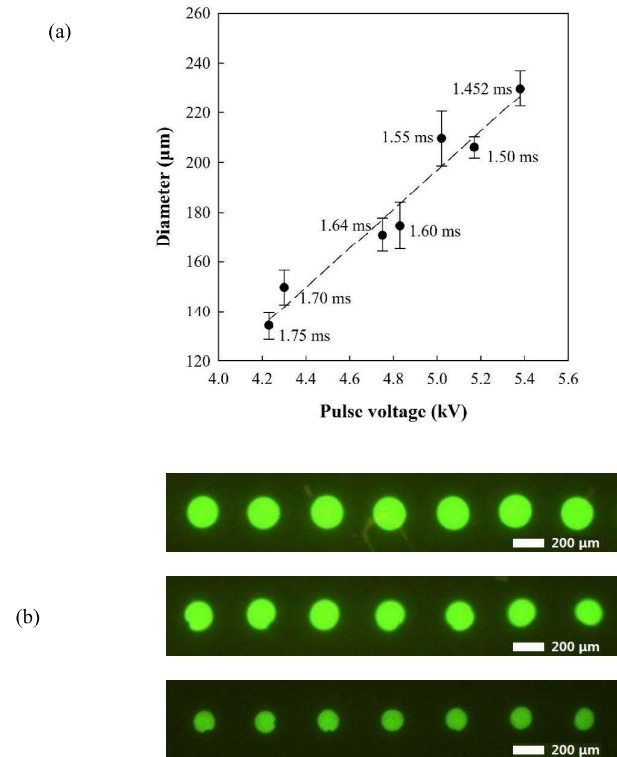 (a)
260
240
220
200
180
160
140
120
Diameter (µm)
1.452 ms
1.55 ms
1.50 ms
1.64 ms
1.60 ms
1.70 ms
1.75 ms
4.0 4.2 4.4 4.6 4.8 5.0 5.2 5.4 5.6
Pulse voltage (kV)
200 µm
(b)
200 µm
200 µm